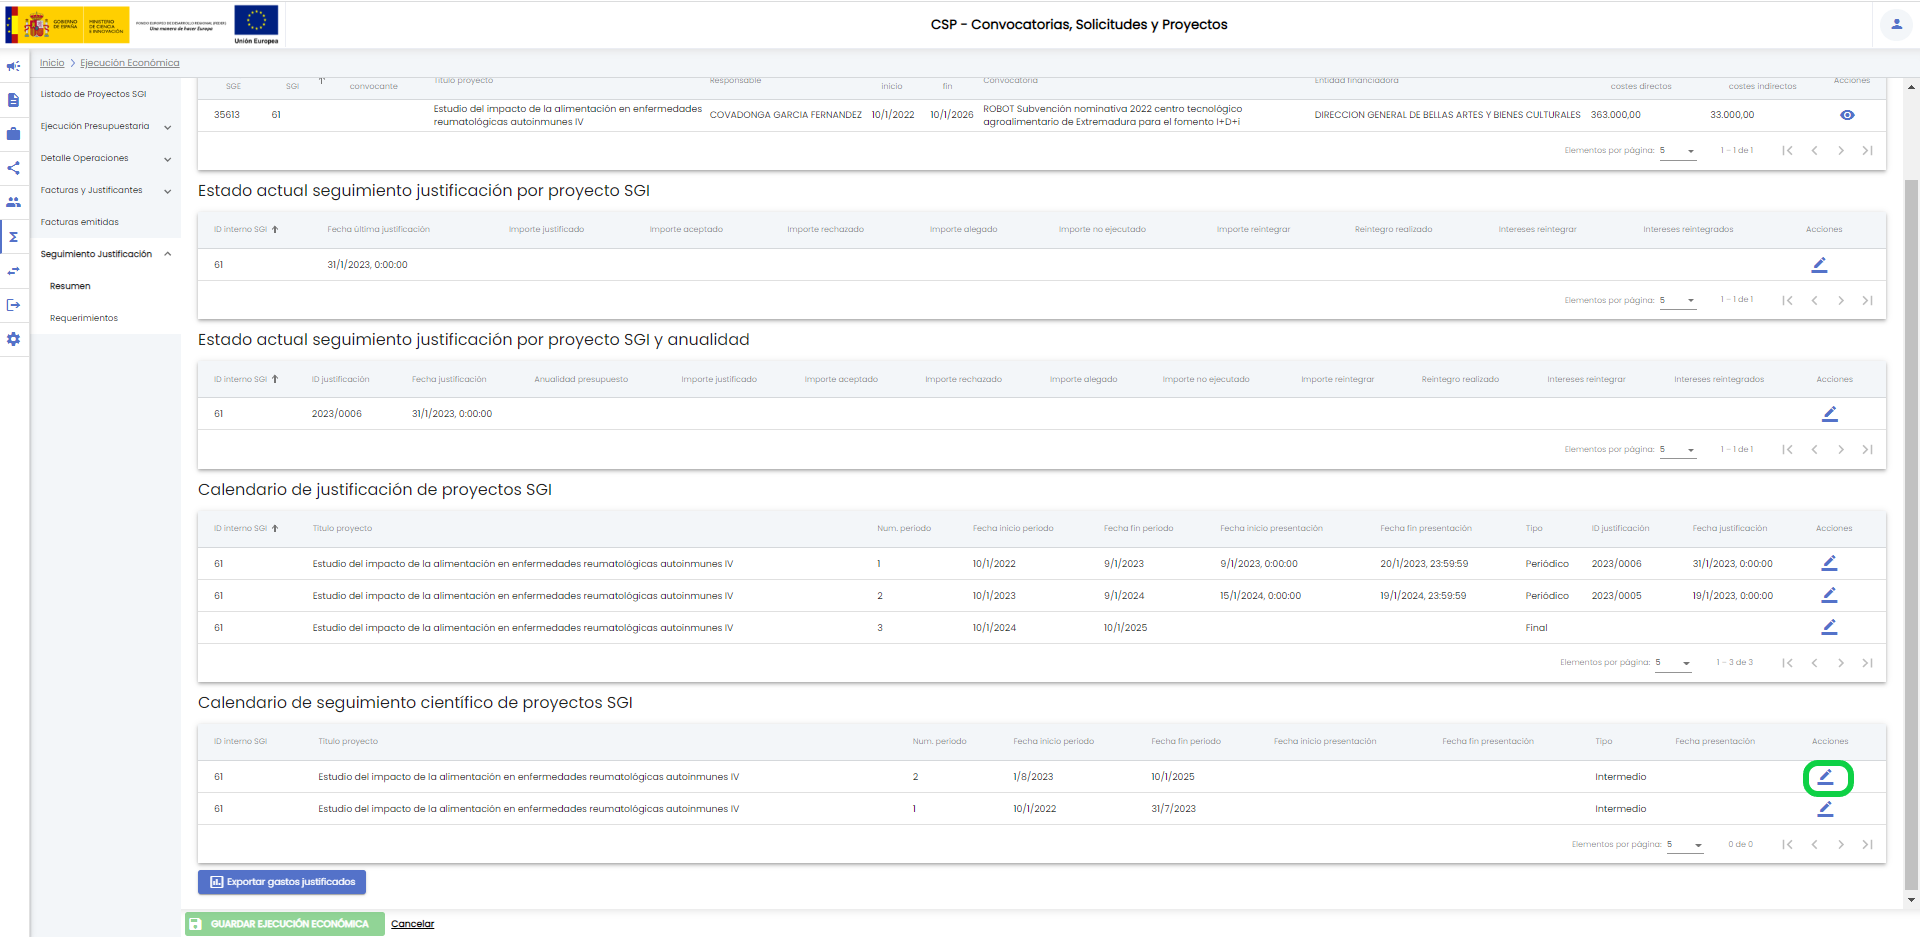 GOBIERNO DE ESPAÑA
MINISTERIO DE CIENCIA E INNOVACIÓN
FONDO EUROPEO DE DESARROLLO REGIONAL (FEDER)
Una manera de hacer Europa
Unión Europea
CSP - Convocatorias, Solicitudes y Proyectos
Inicio > Ejecución Económica
Listado de Proyectos SGI
Ejecución Presupuestaria
Detalle Operaciones
Facturas y Justificantes
Facturas emitidas
Seguimiento Justificación
Resumen
Requerimientos
SGE SGI convocante Título proyecto Responsable inicio fin Convocatoria Entidad financiadora costes directos costes indirectos Acciones
35613 61 Estudio del impacto de la alimentación en enfermedades reumatológicas autoinmunes IV COVADONGA GARCIA FERNANDEZ 10/1/2022 10/1/2026 ROBOT Subvención nominativa 2022 centro tecnológico agroalimentario de Extremadura para el fomento I+D+i DIRECCION GENERAL DE BELLAS ARTES Y BIENES CULTURALES 363.000,00 33.000,00
Elementos por página: 5 1 - 1 de 1
Estado actual seguimiento justificación por proyecto SGI
ID interno SGI Fecha última justificación Importe justificado Importe aceptado Importe rechazado Importe alegado Importe no ejecutado Importe reintegrar Reintegro realizado Intereses reintegrar Intereses reintegrados Acciones
61 31/1/2023, 0:00:00
Elementos por página: 5 1 - 1 de 1
Estado actual seguimiento justificación por proyecto SGI y anualidad
ID interno SGI ID justificación Fecha justificación Anualidad presupuesto Importe justificado Importe aceptado Importe rechazado Importe alegado Importe no ejecutado Importe reintegrar Reintegro realizado Intereses reintegrar Intereses reintegrados Acciones
61 2023/0006 31/1/2023, 0:00:00
Elementos por página: 5 1 - 1 de 1
Calendario de justificación de proyectos SGI
ID interno SGI Título proyecto Num. periodo Fecha inicio periodo Fecha fin periodo Fecha inicio presentación Fecha fin presentación Tipo ID justificación Fecha justificación Acciones
61 Estudio del impacto de la alimentación en enfermedades reumatológicas autoinmunes IV 1 10/1/2022 9/1/2023 9/1/2023, 0:00:00 20/1/2023, 23:59:59 Periódico 2023/0006 31/1/2023, 0:00:00
61 Estudio del impacto de la alimentación en enfermedades reumatológicas autoinmunes IV 2 10/1/2023 9/1/2024 15/1/2024, 0:00:00 19/1/2024, 23:59:59 Periódico 2023/0005 19/1/2023, 0:00:00
61 Estudio del impacto de la alimentación en enfermedades reumatológicas autoinmunes IV 3 10/1/2024 10/1/2025 Final
Elementos por página: 5 1 - 3 de 3
Calendario de seguimiento científico de proyectos SGI
ID interno SGI Título proyecto Num. periodo Fecha inicio periodo Fecha fin periodo Fecha inicio presentación Fecha fin presentación Tipo Fecha presentación Acciones
61 Estudio del impacto de la alimentación en enfermedades reumatológicas autoinmunes IV 2 1/8/2023 10/1/2025 Intermedio
61 Estudio del impacto de la alimentación en enfermedades reumatológicas autoinmunes IV 1 10/1/2022 31/7/2023 Intermedio
Elementos por página: 5 0 de 0
Exportar gastos justificados
GUARDAR EJECUCIÓN ECONÓMICA Cancelar